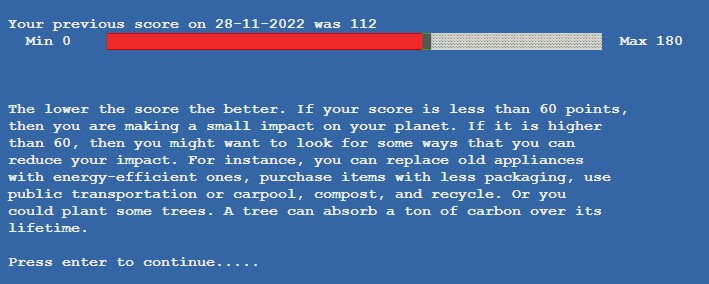 Your previous score on 28-11-2022 was 112
Min 0 Max 180
The lower the score the better. If your score is less than 60 points,
then you are making a small impact on your planet. If it is higher
than 60, then you might want to look for some ways that you can
reduce your impact. For instance, you can replace old appliances
with energy-efficient ones, purchase items with less packaging, use
public transportation or carpool, compost, and recycle. Or you
could plant some trees. A tree can absorb a ton of carbon over its
lifetime.
Press enter to continue.....